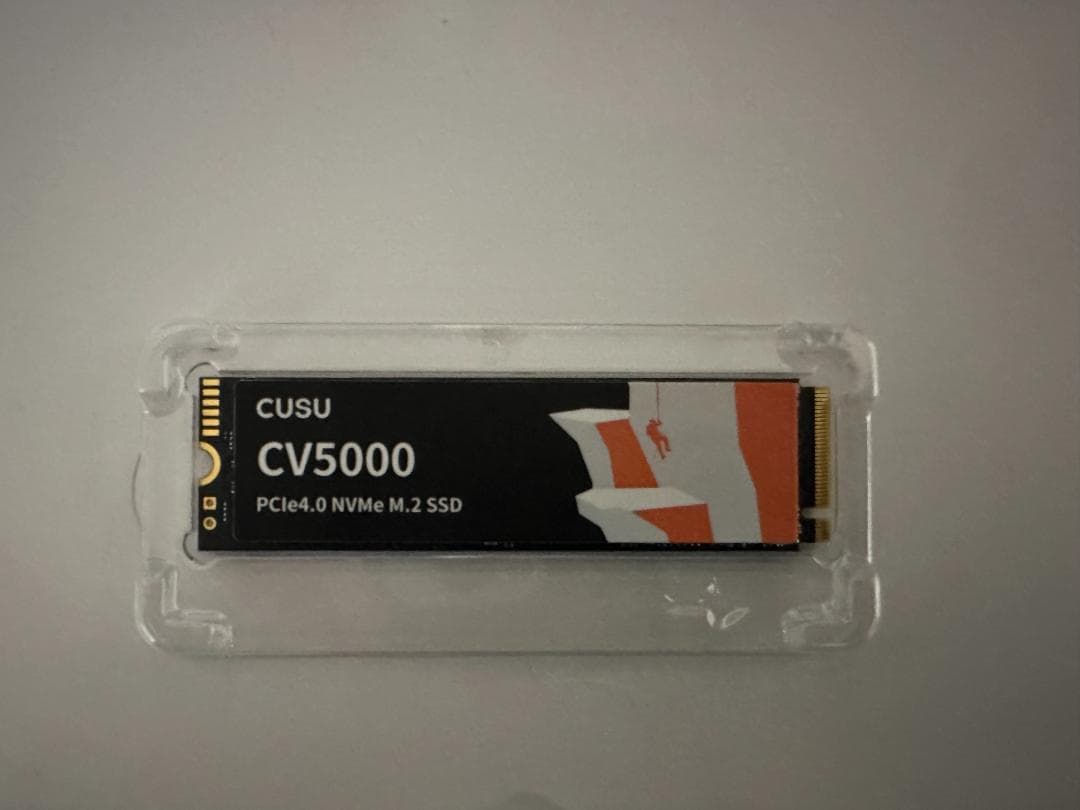 CUSU
CV5000
PCIe4.0 NVMe M.2 SSD